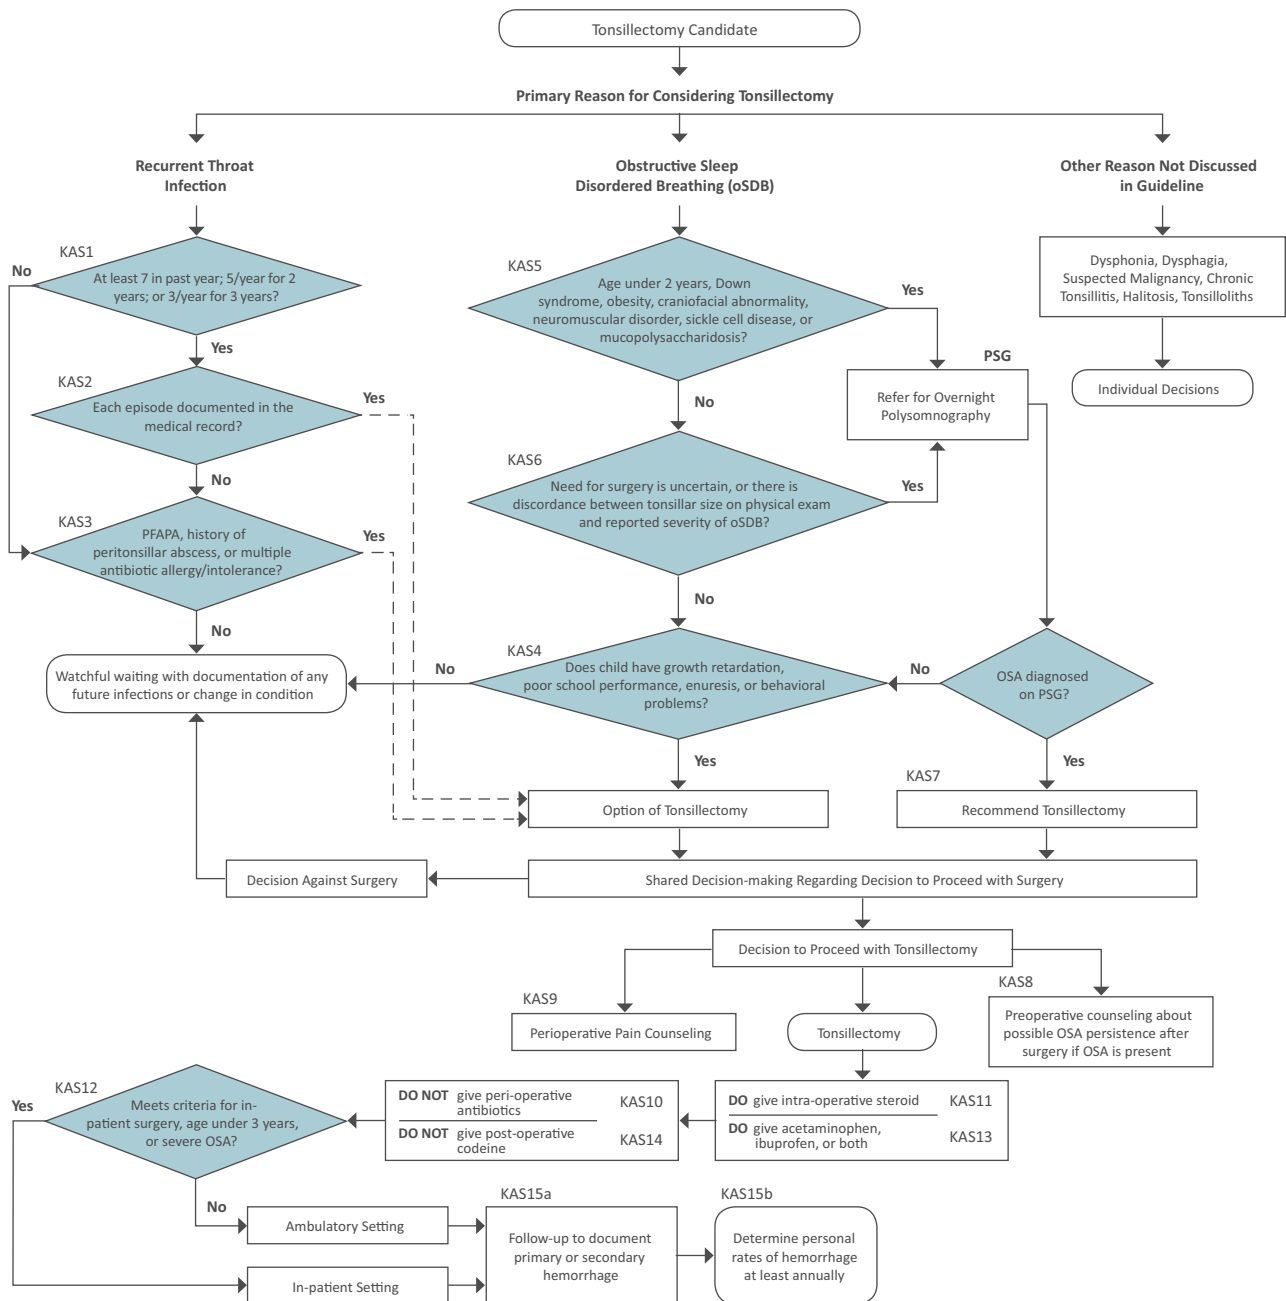 Tonsillectomy Candidate
Primary Reason for Considering Tonsillectomy
Recurrent Throat
Infection
Obstructive Sleep
Disordered Breathing (oSDB)
Other Reason Not Discussed
in Guideline
KAS1
No
At least 7 in past year; 5/year for 2
years; or 3/year for 3 years?
Yes
KAS2
Each episode documented in the
medical record?
Yes
No
KAS3
PFAPA, history of
peritonsillar abscess, or multiple
antibiotic allergy/intolerance?
Yes
No
Watchful waiting with documentation of any
future infections or change in condition
KAS5
Age under 2 years, Down
syndrome, obesity, craniofacial abnormality,
neuromuscular disorder, sickle cell disease, or
mucopolysaccharidosis?
Yes
No
PSG
Refer for Overnight
Polysomnography
KAS6
Need for surgery is uncertain, or there is
discordance between tonsillar size on physical exam
and reported severity of oSDB?
Yes
No
KAS4
No
Does child have growth retardation,
poor school performance, enuresis, or behavioral
problems?
No
OSA diagnosed
on PSG?
Yes
Yes
Dysphonia, Dysphagia,
Suspected Malignancy, Chronic
Tonsillitis, Halitosis, Tonsilloliths
Individual Decisions
Option of Tonsillectomy
KAS7
Recommend Tonsillectomy
Decision Against Surgery
Shared Decision-making Regarding Decision to Proceed with Surgery
Decision to Proceed with Tonsillectomy
KAS9
Perioperative Pain Counseling
Tonsillectomy
KAS8
Preoperative counseling about
possible OSA persistence after
surgery if OSA is present
DO give intra-operative steroid KAS11
DO give acetaminophen,
ibuprofen, or both KAS13
DO NOT give peri-operative
antibiotics KAS10
DO NOT give post-operative
codeine KAS14
KAS12
Yes
Meets criteria for in-
patient surgery, age under 3 years,
or severe OSA?
No
Ambulatory Setting
In-patient Setting
KAS15a
Follow-up to document
primary or secondary
hemorrhage
KAS15b
Determine personal
rates of hemorrhage
at least annually